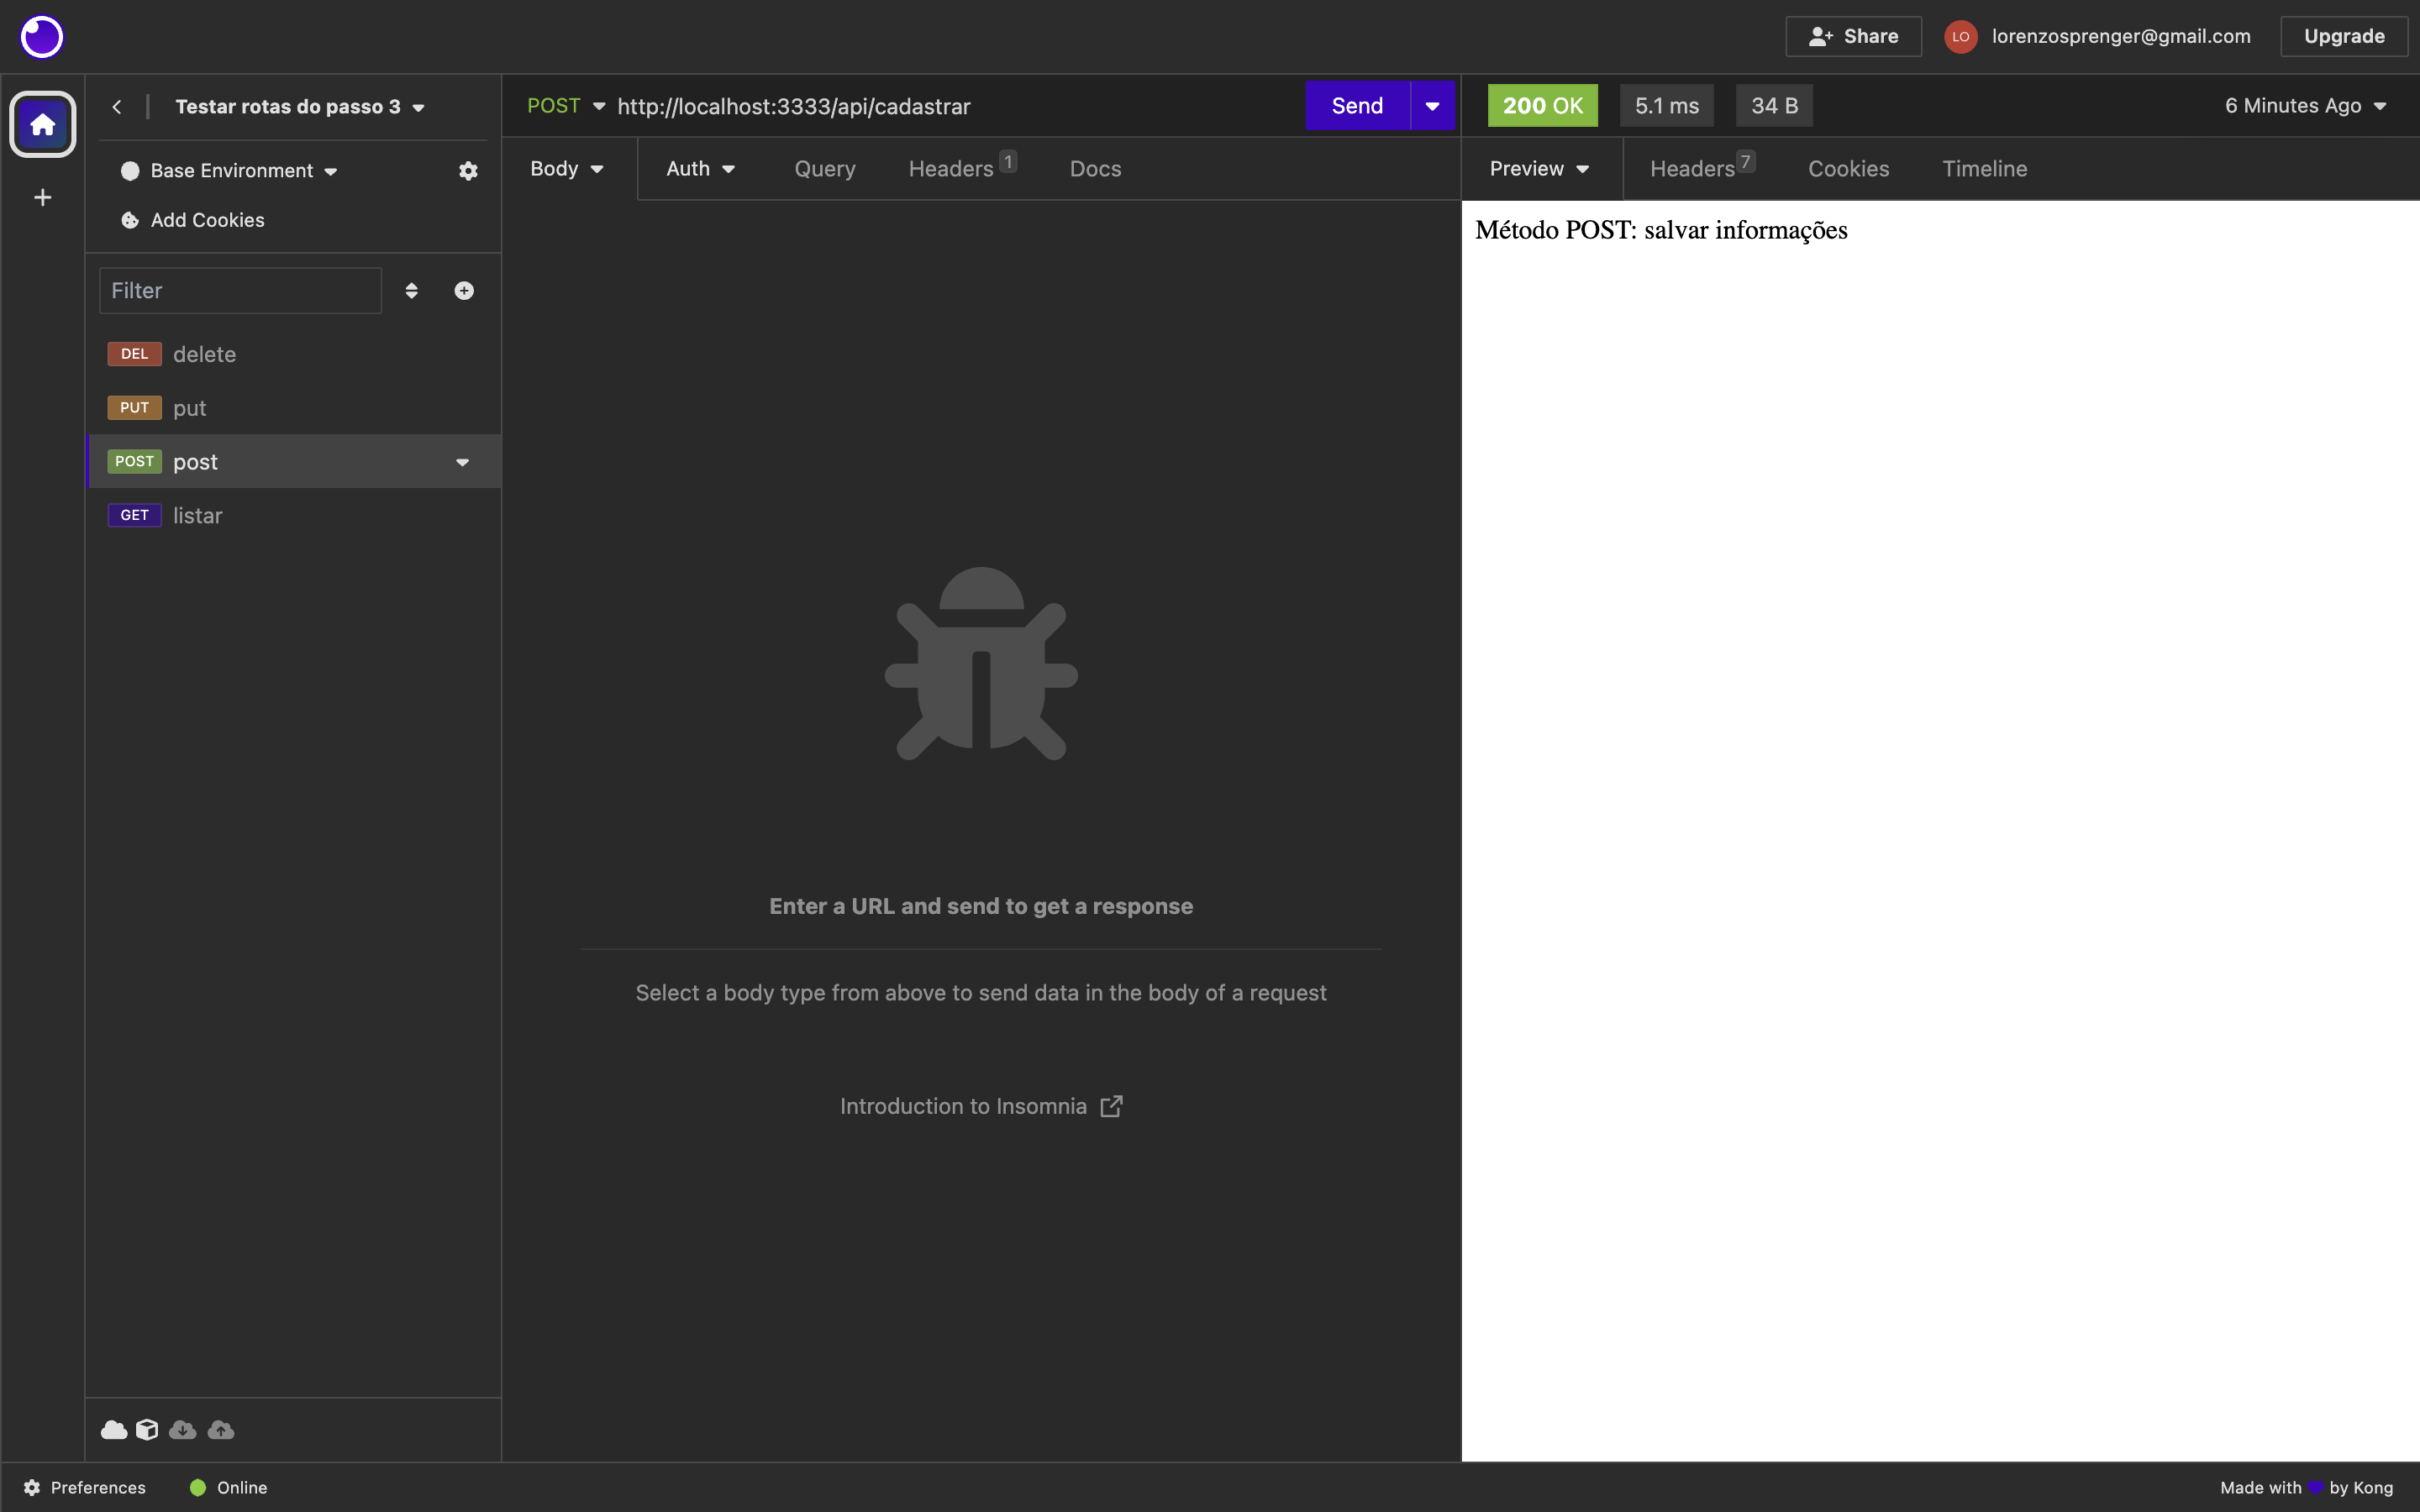 Share
LO
lorenzosprenger@gmail.com
Upgrade
Testar rotas do passo 3
Base Environment
Add Cookies
Filter
DEL delete
PUT put
POST post
GET listar
POST http://localhost:3333/api/cadastrar
Send
Body
Auth
Query
Headers 1
Docs
Enter a URL and send to get a response
Select a body type from above to send data in the body of a request
Introduction to Insomnia
200 OK
5.1 ms
34 B
6 Minutes Ago
Preview
Headers 7
Cookies
Timeline
Método POST: salvar informações
Preferences
Online
Made with by Kong